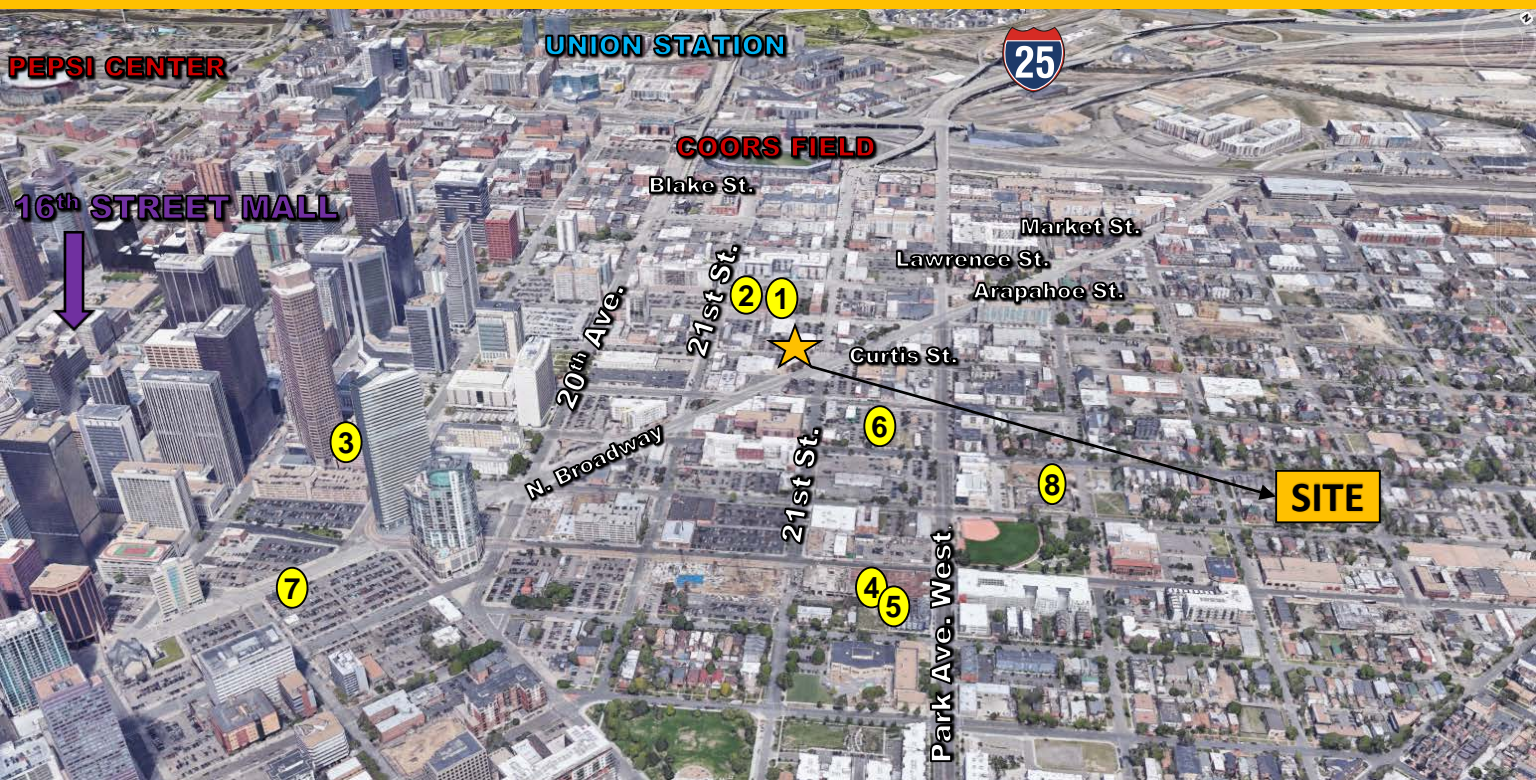 UNION STATION
PEPSI CENTER
25
COORS FIELD
Blake St.
16th STREET MALL
Market St.
Lawrence St.
Arapahoe St.
21st St.
2
1
20th Ave.
Curtis St.
6
3
N. Broadway
21st St.
8
SITE
7
4
5
Park Ave. West
N